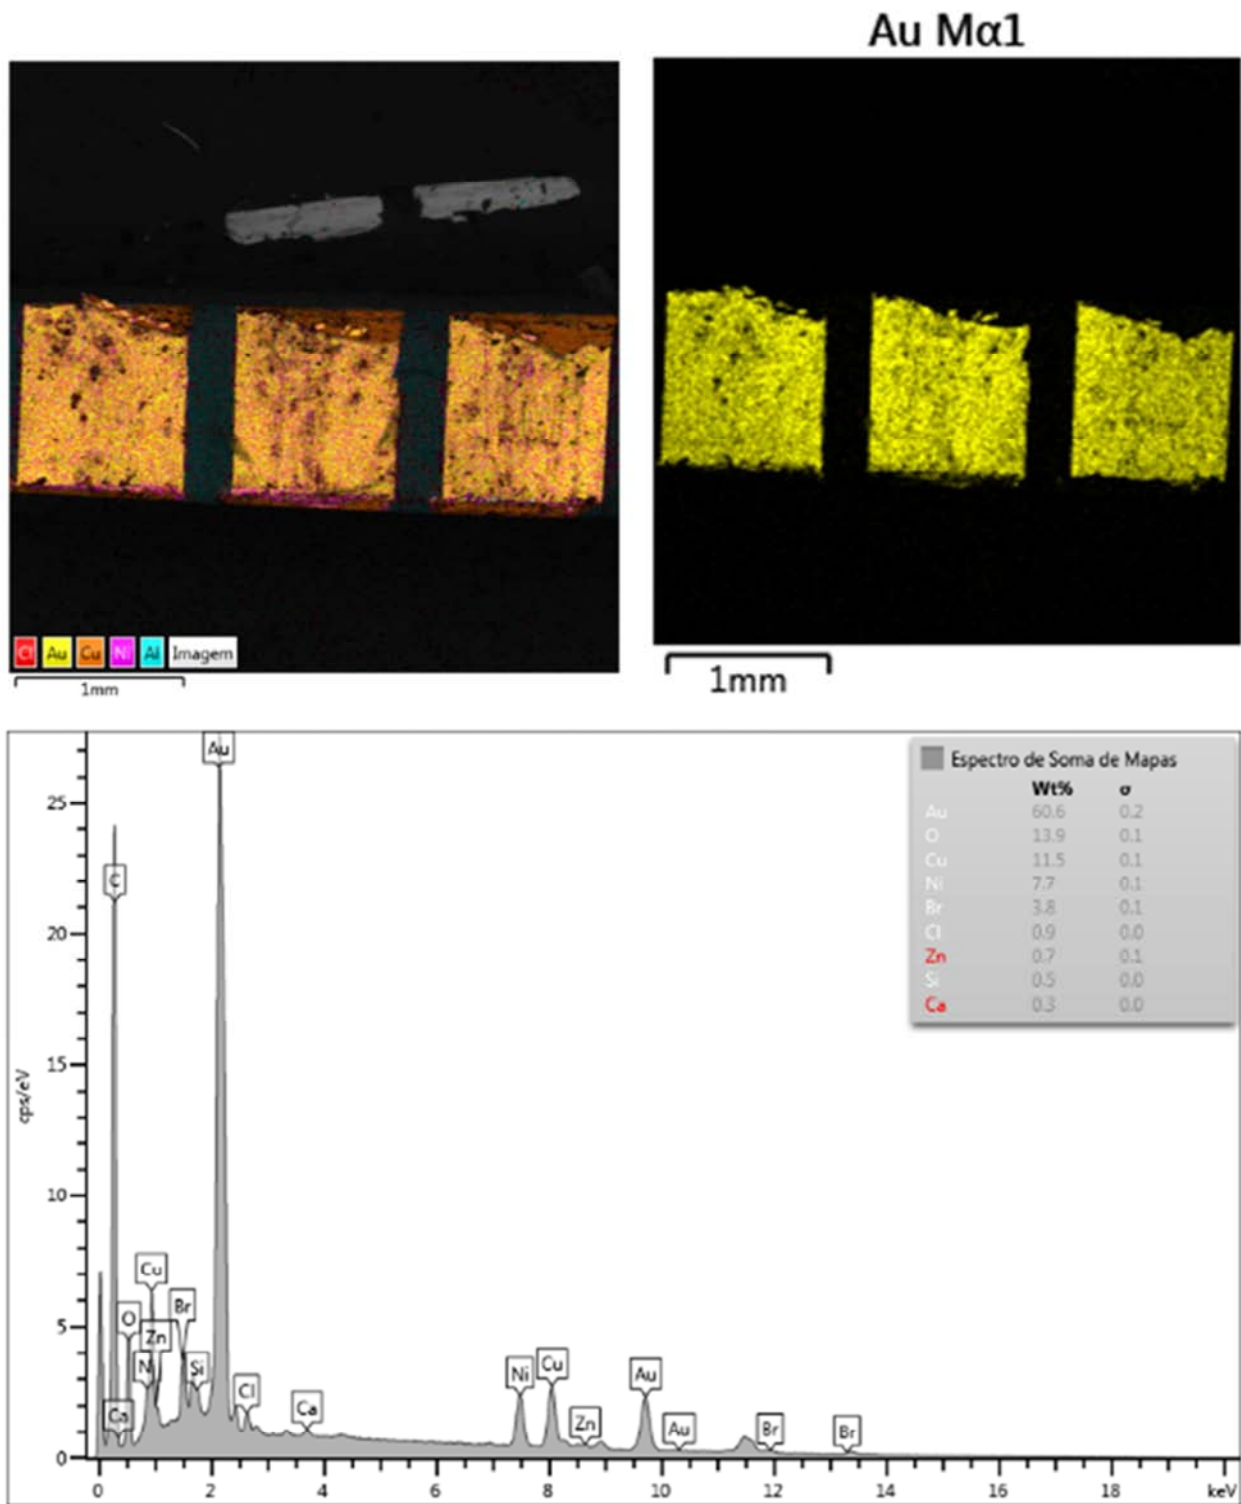 Au Mα1
Cl Au Cu Ni Al Imagem
1mm
1mm
Espectro de Soma de Mapas
Wt% σ
Au 60.6 0.2
O 13.9 0.1
Cu 11.5 0.1
Ni 7.7 0.1
Br 3.8 0.1
Cl 0.9 0.0
Zn 0.7 0.1
Si 0.5 0.0
Ca 0.3 0.0
cps/eV
25
20
15
10
5
0
Au
C
Cu
Br
O
Zn
N
Si
Ca
Cl
Ca
Ni
Cu
Zn
Au
Au
Br
Br
0 2 4 6 8 10 12 14 16 18 keV